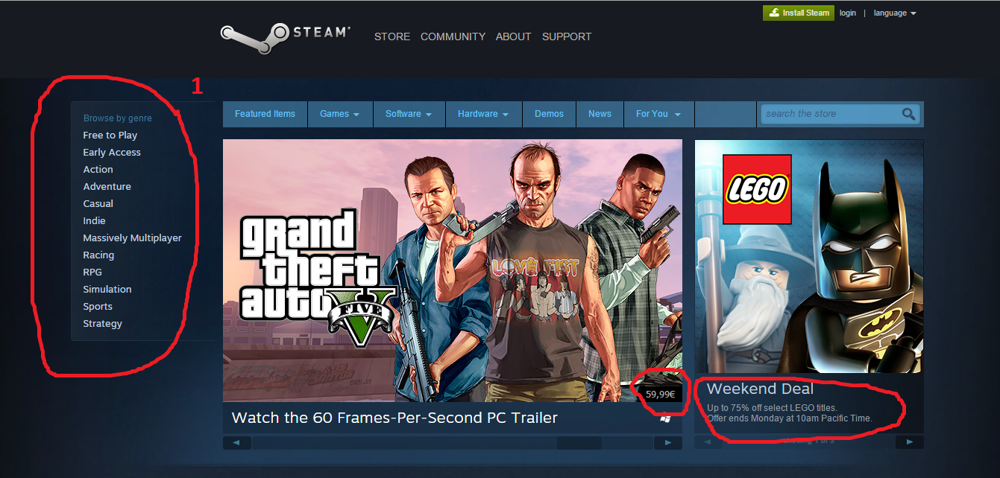 Install Steam login | language
STEAM
STORE COMMUNITY ABOUT SUPPORT
1
Browse by genre
Free to Play
Early Access
Action
Adventure
Casual
Indie
Massively Multiplayer
Racing
RPG
Simulation
Sports
Strategy
Featured Items Games Software Hardware Demos News For You search the store
grand
theft
auto
FIVE
LOVE FIST
59,99€
Watch the 60 Frames-Per-Second PC Trailer
LEGO
Weekend Deal
Up to 75% off select LEGO titles.
Offer ends Monday at 10am Pacific Time.